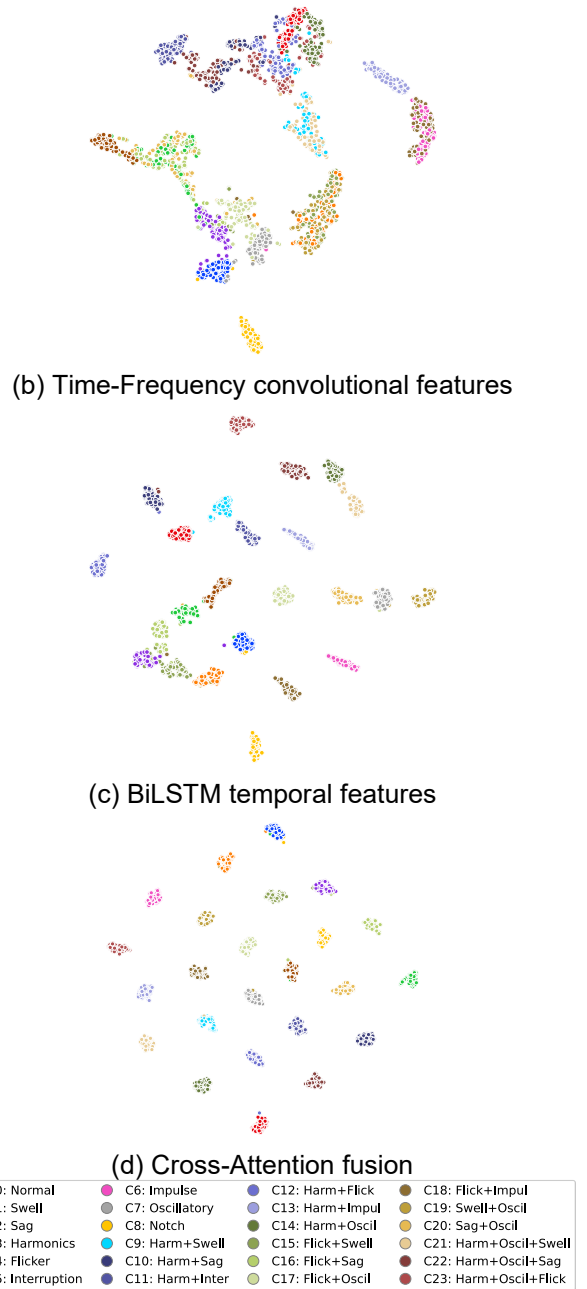 (b) Time-Frequency convolutional features
(c) BiLSTM temporal features
(d) Cross-Attention fusion
0: Normal C6: Impulse C12: Harm+Flick C18: Flick+Impul
1: Swell C7: Oscillatory C13: Harm+Impul C19: Swell+Oscil
2: Sag C8: Notch C14: Harm+Oscil C20: Sag+Oscil
3: Harmonics C9: Harm+Swell C15: Flick+Swell C21: Harm+Oscil+Swell
4: Flicker C10: Harm+Sag C16: Flick+Sag C22: Harm+Oscil+Sag
5: Interruption C11: Harm+Inter C17: Flick+Oscil C23: Harm+Oscil+Flick